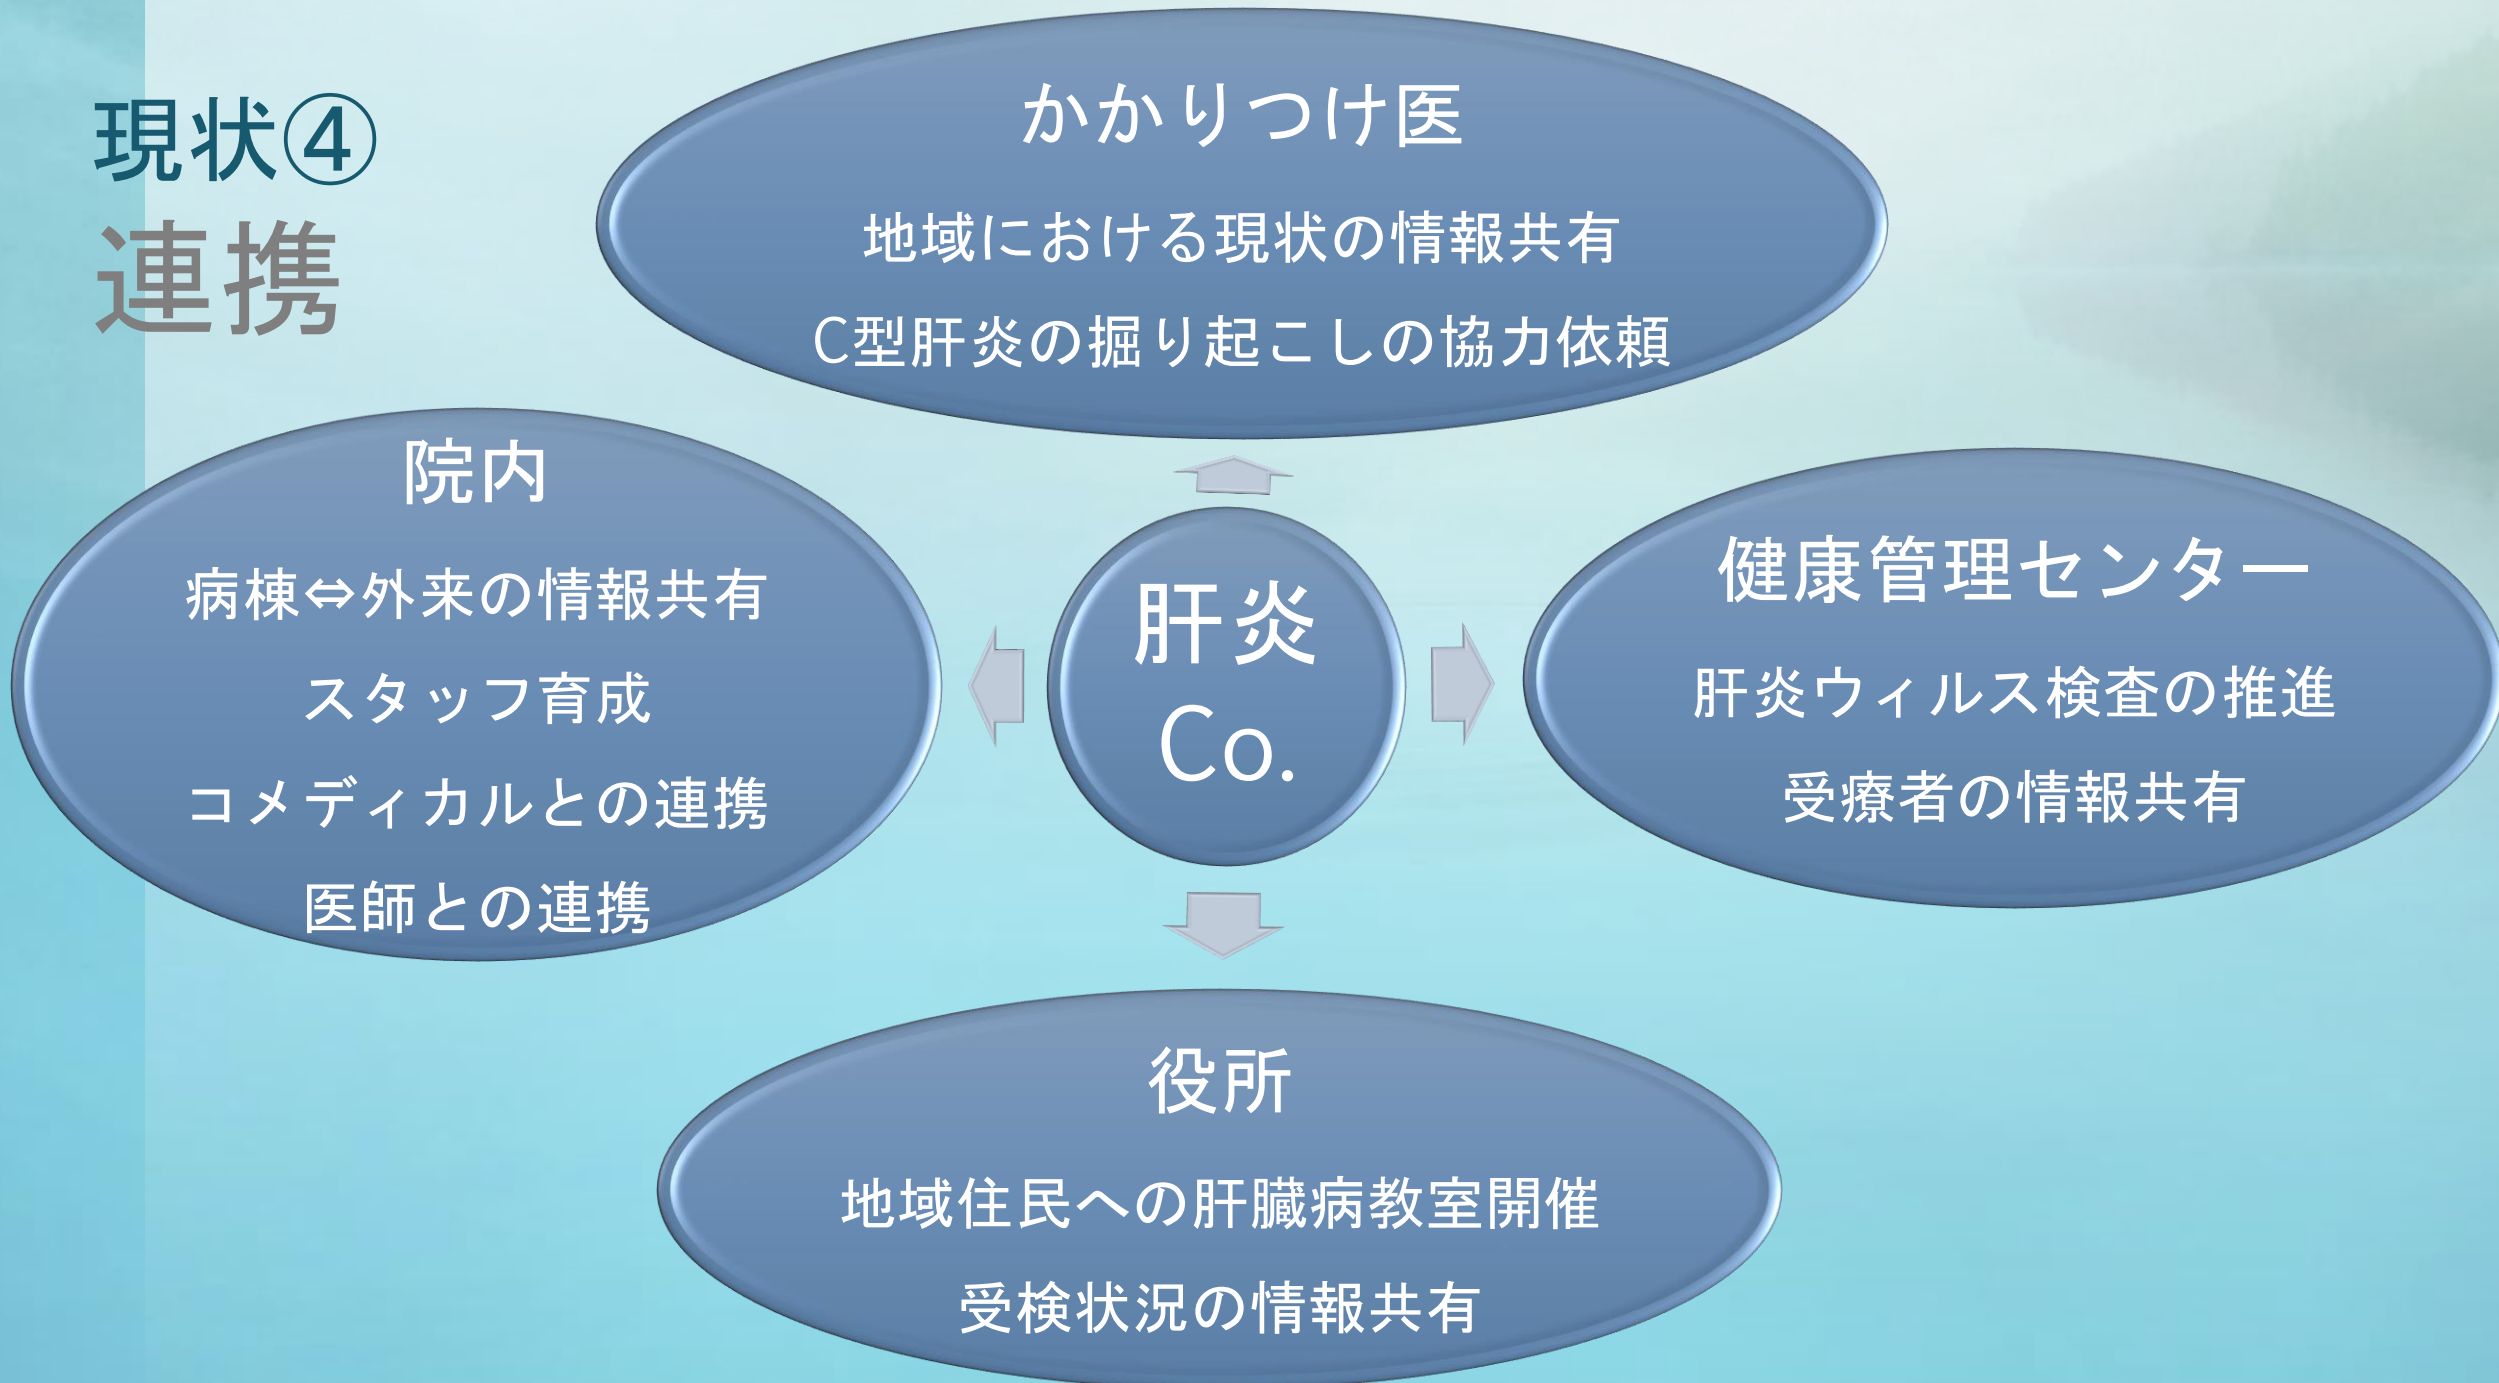 現状④
連携
かかりつけ医
地域における現状の情報共有
C型肝炎の掘り起こしの協力依頼
院内
病棟⇔外来の情報共有
スタッフ育成
コメディカルとの連携
医師との連携
肝炎
Co.
健康管理センター
肝炎ウィルス検査の推進
受療者の情報共有
役所
地域住民への肝臓病教室開催
受検状況の情報共有